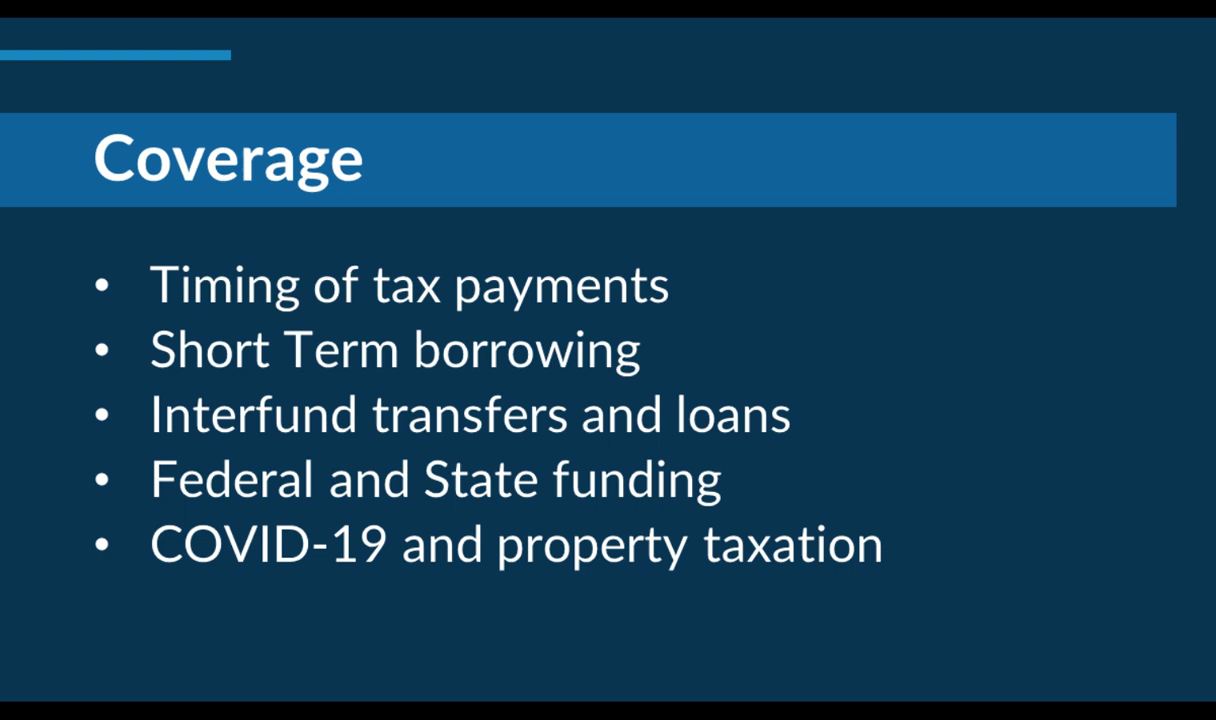 Coverage
• Timing of tax payments
• Short Term borrowing
• Interfund transfers and loans
• Federal and State funding
• COVID-19 and property taxation